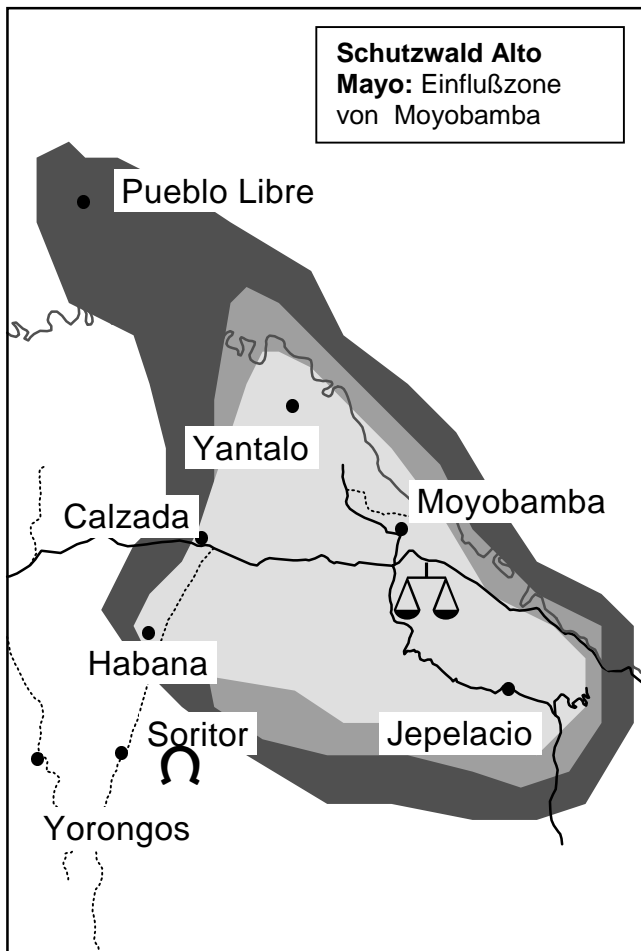 Schutzwald Alto
Mayo: Einflußzone
von Moyobamba
Pueblo Libre
Yantalo
Moyobamba
Calzada
Habana
Soritor
Jepelacio
Yorongos